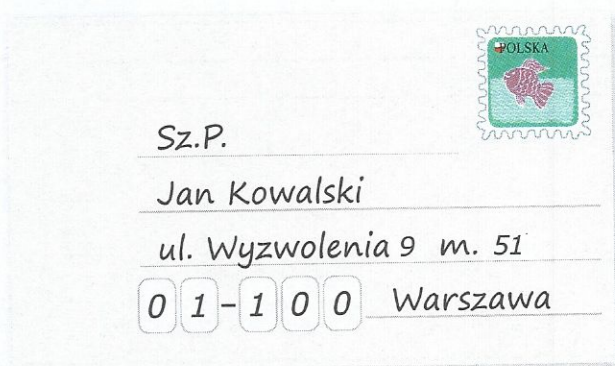 POLSKA
Sz.P.
Jan Kowalski
ul. Wyzwolenia 9 m. 51
01-100 Warszawa